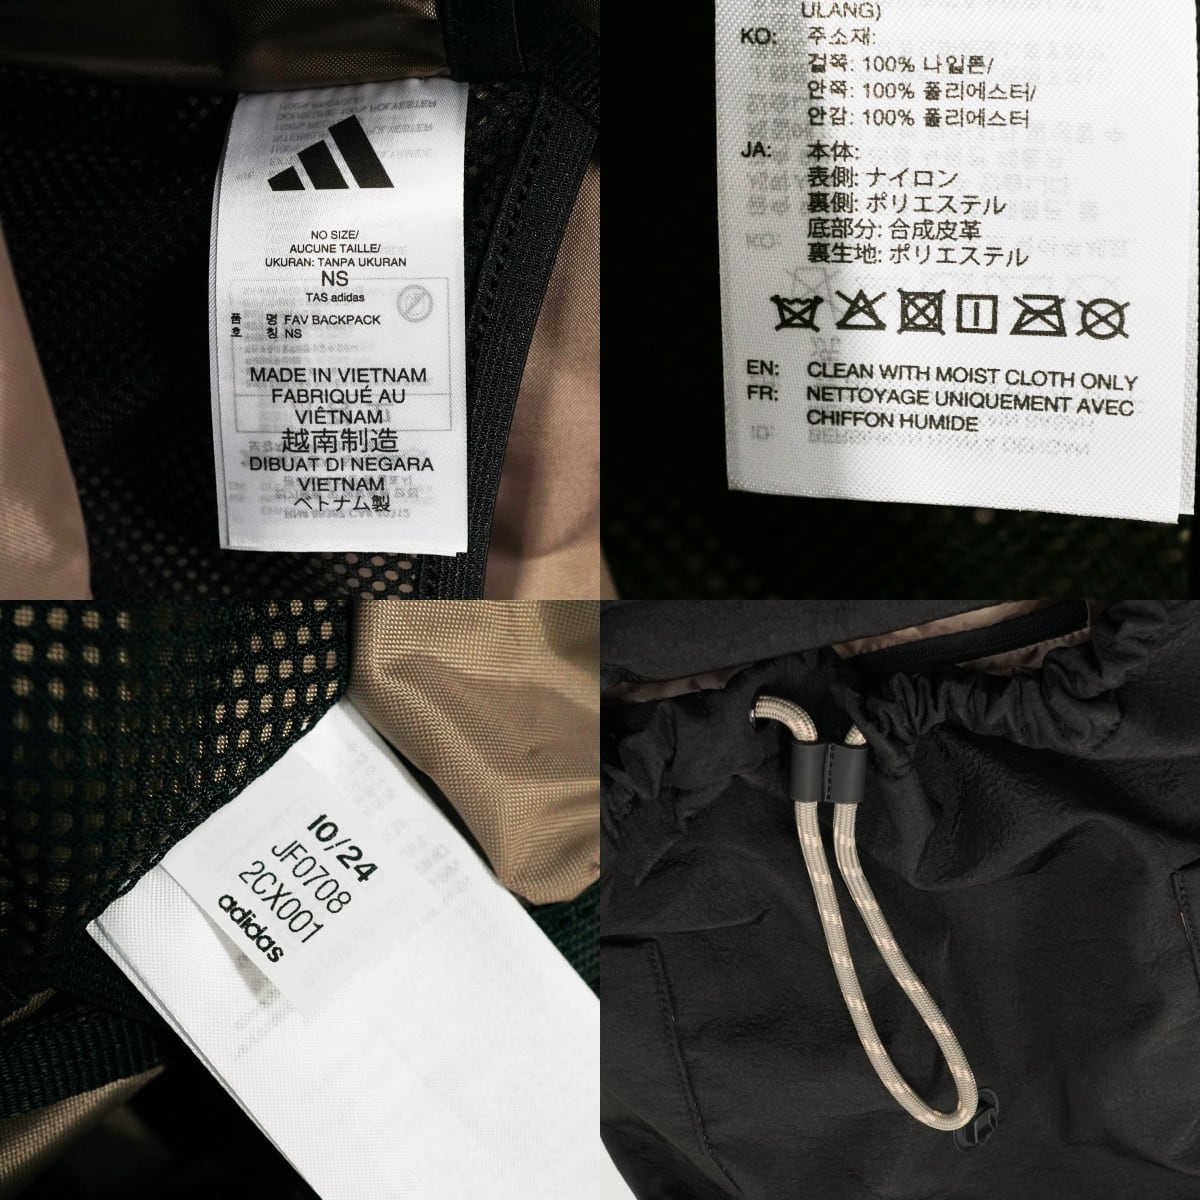 NO SIZE/
AUCUNE TAILLE/
UKURAN: TANPA UKURAN
NS
TAS adidas
품 명 FAV BACKPACK
호 칭 NS
MADE IN VIETNAM
FABRIQUÉ AU
VIÊTNAM
越南制造
DIBUAT DI NEGARA
VIETNAM
ベトナム製
ULANG)
KO: 주소재:
겉쪽: 100% 나일론/
안쪽: 100% 폴리에스터/
안감: 100% 폴리에스터
JA: 本体:
表側: ナイロン
裏側: ポリエステル
底部分: 合成皮革
裏生地: ポリエステル
EN: CLEAN WITH MOIST CLOTH ONLY
FR: NETTOYAGE UNIQUEMENT AVEC
CHIFFON HUMIDE
10/24
JF0708
2CX001
adidas